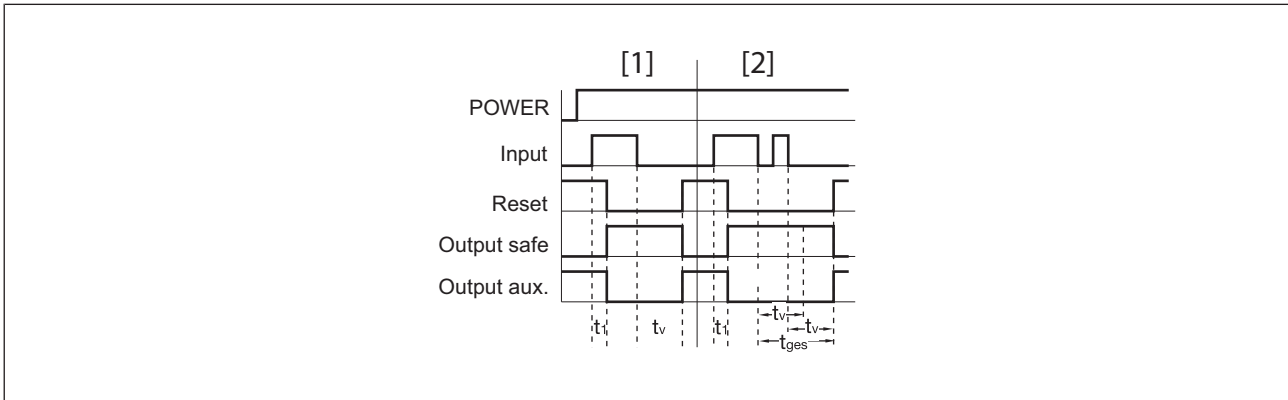 [1] [2]
POWER
Input
Reset
Output safe
Output aux.
t1 tv t1 tv
tv
tges